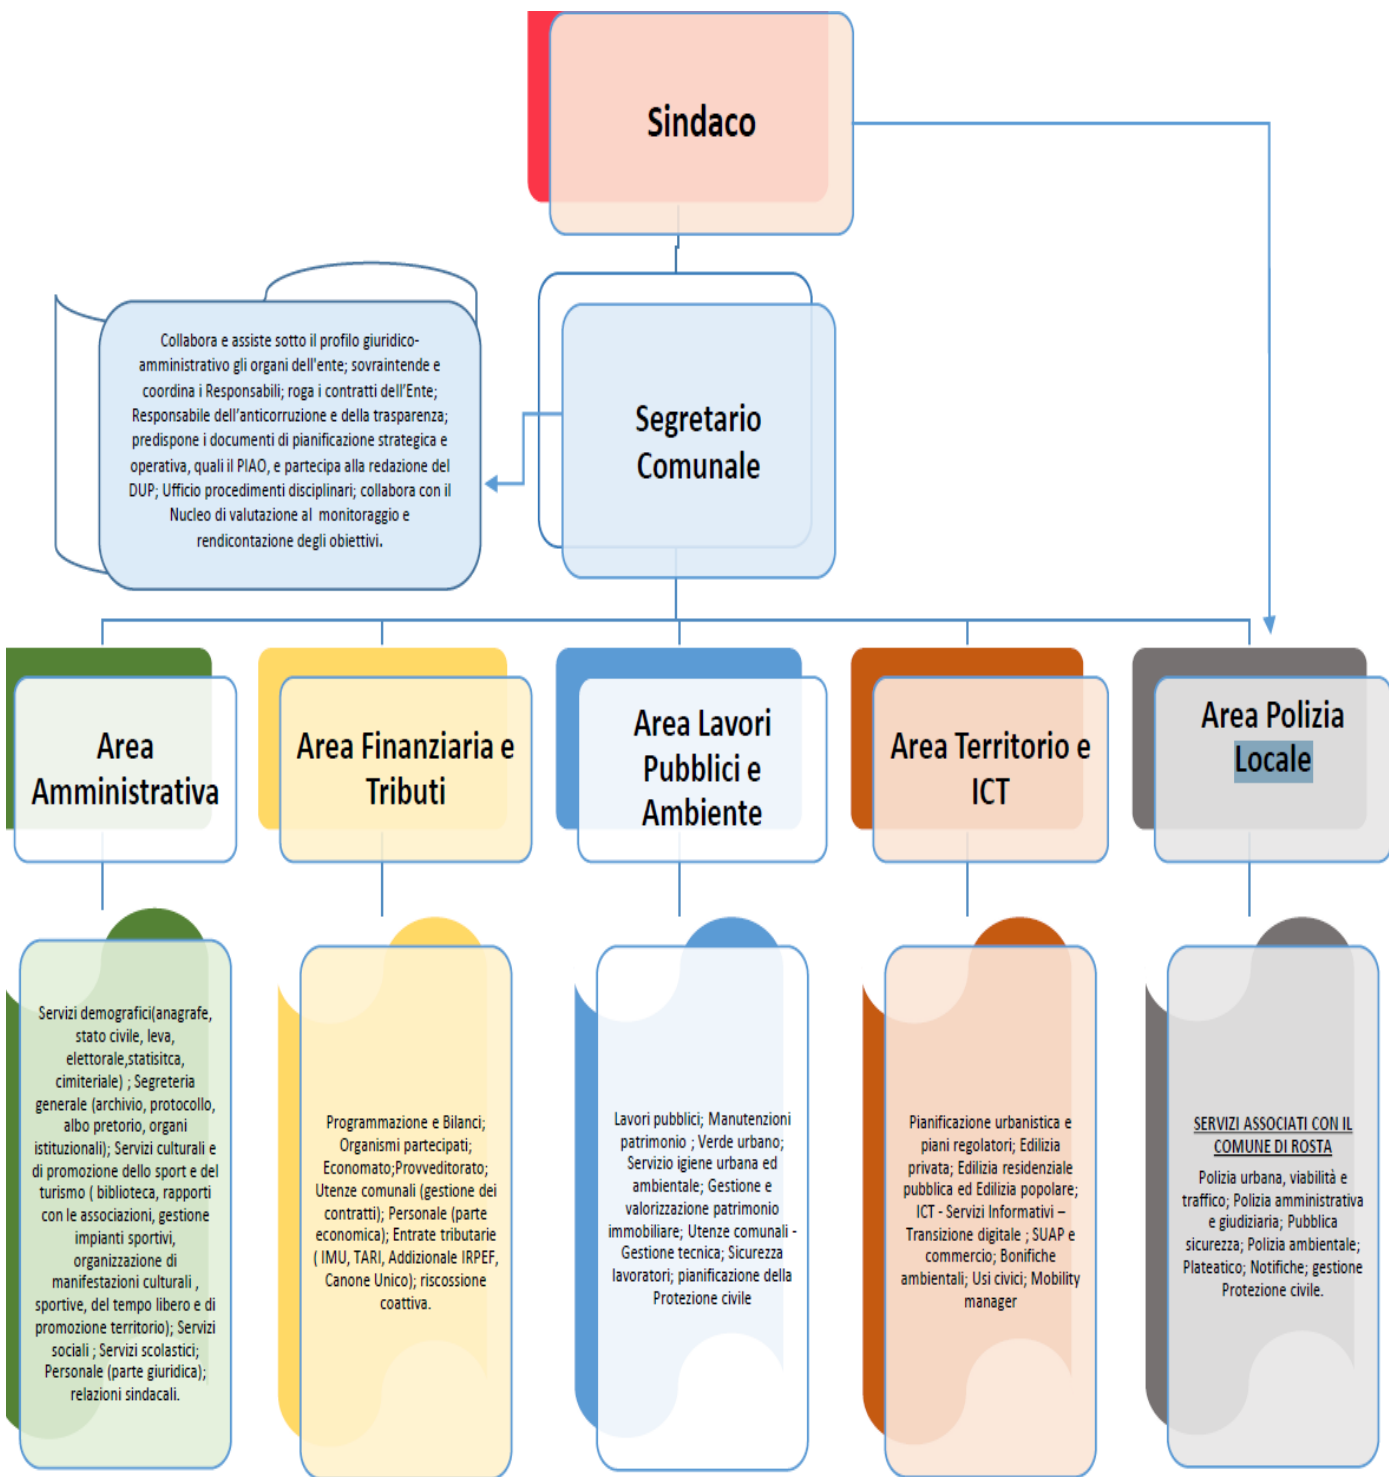 Sindaco
Collabora e assiste sotto il profilo giuridico-
amministrativo gli organi dell'ente; sovraintende e
coordina i Responsabili; roga i contratti dell'Ente;
Responsabile dell'anticorruzione e della trasparenza;
predispone i documenti di pianificazione strategica e
operativa, quali il PIAO, e partecipa alla redazione del
DUP; Ufficio procedimenti disciplinari; collabora con il
Nucleo di valutazione al monitoraggio e
rendicontazione degli obiettivi.
Segretario
Comunale
Area
Amministrativa
Area Finanziaria e
Tributi
Area Lavori
Pubblici e
Ambiente
Area Territorio e
ICT
Area Polizia
Locale
Servizi demografici(anagrafe,
stato civile, leva,
elettorale,statisitca,
cimiteriale) ; Segreteria
generale (archivio, protocollo,
albo pretorio, organi
istituzionali); Servizi culturali e
di promozione dello sport e del
turismo ( biblioteca, rapporti
con le associazioni, gestione
impianti sportivi,
organizzazione di
manifestazioni culturali ,
sportive, del tempo libero e di
promozione territorio); Servizi
sociali ; Servizi scolastici;
Personale (parte giuridica);
relazioni sindacali.
Programmazione e Bilanci;
Organismi partecipati;
Economato;Provveditorato;
Utenze comunali (gestione dei
contratti); Personale (parte
economica); Entrate tributarie
( IMU, TARI, Addizionale IRPEF,
Canone Unico); riscossione
coattiva.
Lavori pubblici; Manutenzioni
patrimonio ; Verde urbano;
Servizio igiene urbana ed
ambientale; Gestione e
valorizzazione patrimonio
immobiliare; Utenze comunali -
Gestione tecnica; Sicurezza
lavoratori; pianificazione della
Protezione civile
Pianificazione urbanistica e
piani regolatori; Edilizia
privata; Edilizia residenziale
pubblica ed Edilizia popolare;
ICT - Servizi Informativi –
Transizione digitale ; SUAP e
commercio; Bonifiche
ambientali; Usi civici; Mobility
manager
SERVIZI ASSOCIATI CON IL
COMUNE DI ROSTA
Polizia urbana, viabilità e
traffico; Polizia amministrativa
e giudiziaria; Pubblica
sicurezza; Polizia ambientale;
Plateatico; Notifiche; gestione
Protezione civile.